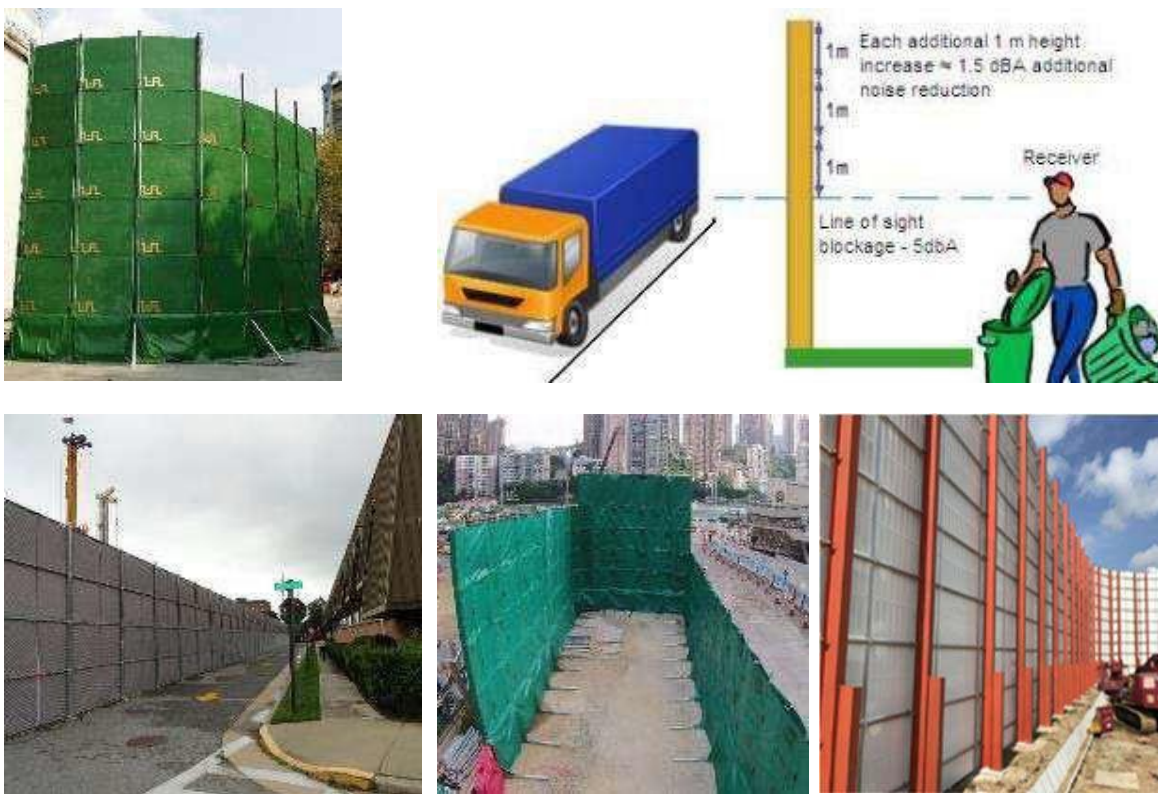 1m
Each additional 1 m height
increase ≈ 1.5 dBA additional
noise reduction
1m
1m
Receiver
Line of sight
blockage - 5dbA